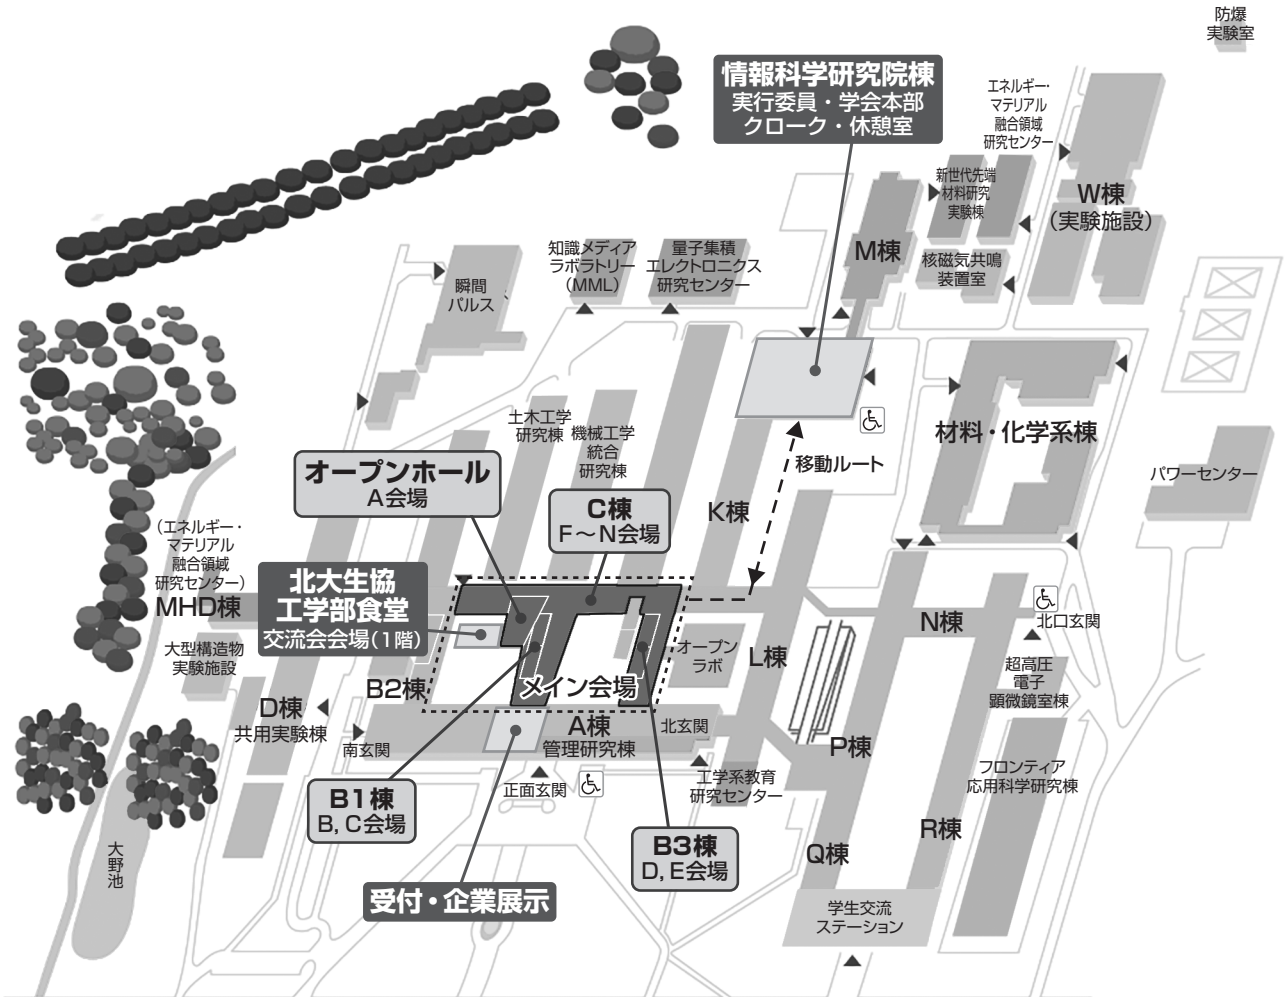 防爆
実験室
情報科学研究院棟
実行委員・学会本部
クローク・休憩室
エネルギー・
マテリアル
融合領域
研究センター
新世代先端
材料研究
実験棟
W棟
(実験施設)
M棟
核磁気共鳴
装置室
知識メディア
ラボラトリー
(MML)
量子集積
エレクトロニクス
研究センター
瞬間
パルス
土木工学
研究棟
機械工学
統合
研究棟
材料・化学系棟
パワーセンター
移動ルート
オープンホール
A会場
C棟
F〜N会場
K棟
(エネルギー・
マテリアル
融合領域
研究センター)
MHD棟
北大生協
工学部食堂
交流会会場(1階)
大型構造物
実験施設
N棟
北口玄関
オープン
ラボ
L棟
超高圧
電子
顕微鏡室棟
B2棟
メイン会場
D棟
共用実験棟
南玄関
A棟
管理研究棟
北玄関
P棟
正面玄関
工学系教育
研究センター
フロンティア
応用科学研究棟
B1棟
B, C会場
B3棟
D, E会場
Q棟
R棟
大野池
受付・企業展示
学生交流
ステーション